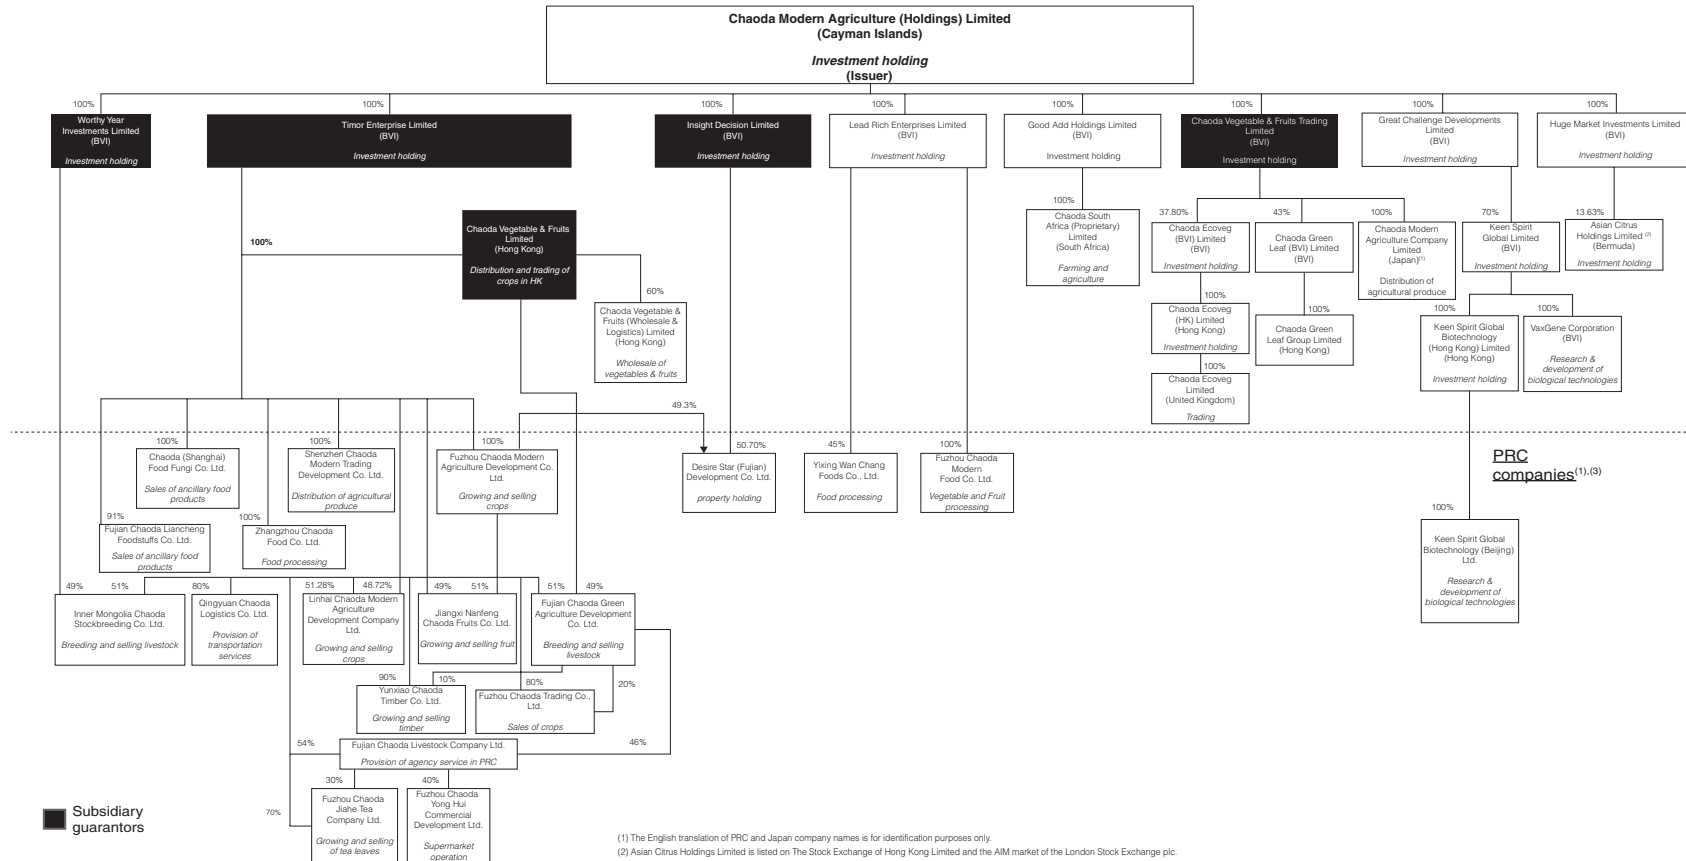 Chaoda Modern Agriculture (Holdings) Limited
(Cayman Islands)
Investment holding
(Issuer)
100%
100%
100%
100%
100%
100%
100%
100%
Worthy Year
Investments Limited
(BVI)
Investment holding
Timor Enterprise Limited
(BVI)
Investment holding
Insight Decision Limited
(BVI)
Investment holding
Lead Rich Enterprises Limited
(BVI)
Investment holding
Good Add Holdings Limited
(BVI)
Investment holding
Chaoda Vegetable & Fruits Trading
Limited
(BVI)
Investment holding
Great Challenge Developments
Limited
(BVI)
Investment holding
Huge Market Investments Limited
(BVI)
Investment holding
100%
Chaoda Vegetable & Fruits
Limited
(Hong Kong)
Distribution and trading of
crops in HK
60%
Chaoda Vegetable &
Fruits (Wholesale &
Logistics) Limited
(Hong Kong)
Wholesale of
vegetables & fruits
100%
Chaoda South
Africa (Proprietary)
Limited
(South Africa)
Farming and
agriculture
37.80%
Chaoda Ecoveg
(BVI) Limited
(BVI)
Investment holding
43%
Chaoda Green
Leaf (BVI) Limited
(BVI)
100%
Chaoda Modern
Agriculture Company
Limited
(Japan)(1)
Distribution of
agricultural produce
70%
Keen Spirit
Global Limited
(BVI)
Investment holding
13.63%
Asian Citrus
Holdings Limited (2)
(Bermuda)
Investment holding
100%
Chaoda Ecoveg
(HK) Limited
(Hong Kong)
Investment holding
100%
Chaoda Green
Leaf Group Limited
(Hong Kong)
100%
Keen Spirit Global
Biotechnology
(Hong Kong) Limited
(Hong Kong)
Investment holding
100%
VaxGene Corporation
(BVI)
Research &
development of
biological technologies
100%
Chaoda Ecoveg
Limited
(United Kingdom)
Trading
49.3%
100%
Chaoda (Shanghai)
Food Fungi Co. Ltd.
Sales of ancillary food
products
100%
Shenzhen Chaoda
Modern Trading
Development Co. Ltd.
Distribution of agricultural
produce
100%
Fuzhou Chaoda Modern
Agriculture Development Co.
Ltd.
Growing and selling
crops
50.70%
Desire Star (Fujian)
Development Co. Ltd.
property holding
45%
Yixing Wan Chang
Foods Co., Ltd.
Food processing
100%
Fuzhou Chaoda
Modern
Food Co. Ltd.
Vegetable and Fruit
processing
PRC
companies(1),(3)
91%
Fujian Chaoda Liancheng
Foodstuffs Co. Ltd.
Sales of ancillary food
products
100%
Zhangzhou Chaoda
Food Co. Ltd.
Food processing
100%
Keen Spirit Global
Biotechnology (Beijing)
Ltd.
Research &
development of
biological technologies
49%
51%
Inner Mongolia Chaoda
Stockbreeding Co. Ltd.
Breeding and selling livestock
80%
Qingyuan Chaoda
Logistics Co. Ltd.
Provision of
transportation
services
51.28%
48.72%
Linhai Chaoda Modern
Agriculture
Development Company
Ltd.
Growing and selling
crops
49%
51%
Jiangxi Nanfeng
Chaoda Fruits Co. Ltd.
Growing and selling fruit
51%
49%
Fujian Chaoda Green
Agriculture Development
Co. Ltd.
Breeding and selling
livestock
90%
10%
Yunxiao Chaoda
Timber Co. Ltd.
Growing and selling
timber
80%
20%
Fuzhou Chaoda Trading Co.,
Ltd.
Sales of crops
54%
46%
Fujian Chaoda Livestock Company Ltd.
Provision of agency service in PRC
30%
70%
Fuzhou Chaoda
Jiahe Tea
Company Ltd.
Growing and selling
of tea leaves
40%
Fuzhou Chaoda
Yong Hui
Commercial
Development Ltd.
Supermarket
operation
Subsidiary
guarantors
(1) The English translation of PRC and Japan company names is for identification purposes only.
(2) Asian Citrus Holdings Limited is listed on The Stock Exchange of Hong Kong Limited and the AIM market of the London Stock Exchange plc.